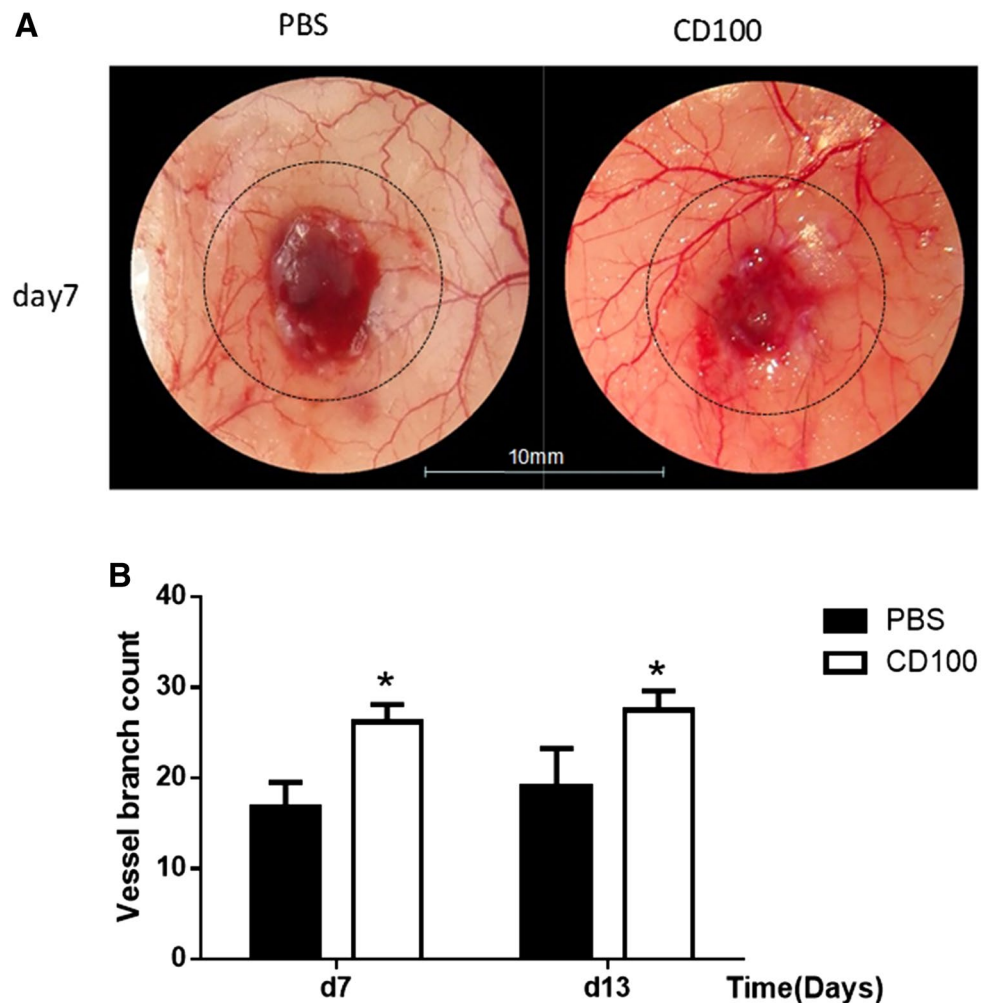 A
PBS
CD100
day7
10mm
B
40
30
20
10
0
Vessel branch count
*
*
PBS
CD100
d7
d13
Time(Days)